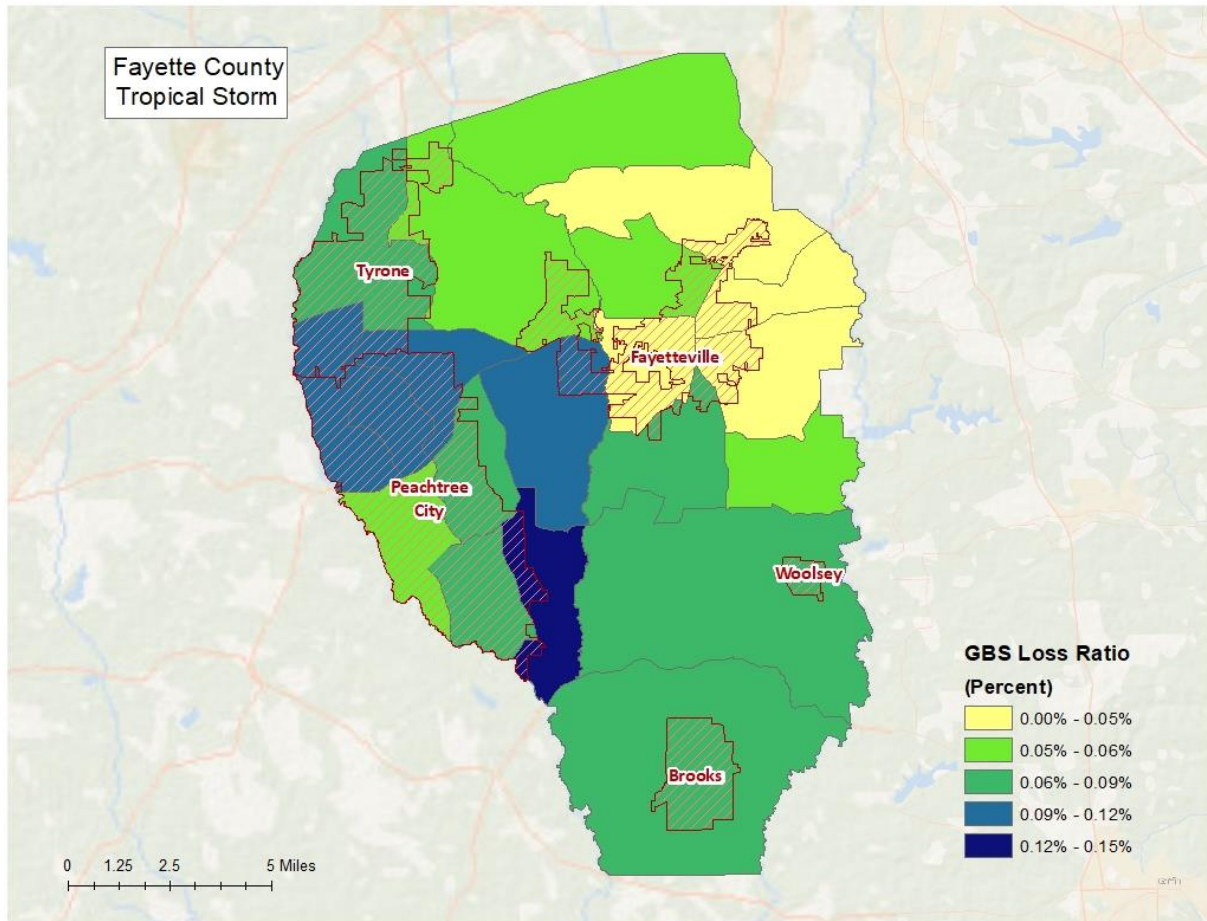 Fayette County
Tropical Storm
Tyrone
Fayetteville
Peachtree
City
Woolsey
Brooks
GBS Loss Ratio
(Percent)
0.00% - 0.05%
0.05% - 0.06%
0.06% - 0.09%
0.09% - 0.12%
0.12% - 0.15%
0 1.25 2.5 5 Miles